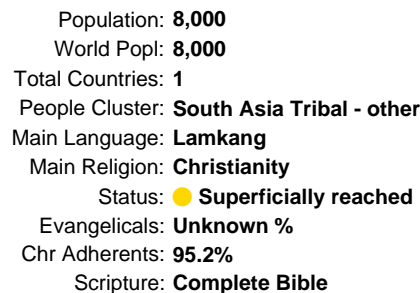 Population: 8,000
World Popl: 8,000
Total Countries: 1
People Cluster: South Asia Tribal - other
Main Language: Lamkang
Main Religion: Christianity
Status: Superficially reached
Evangelicals: Unknown %
Chr Adherents: 95.2%
Scripture: Complete Bible